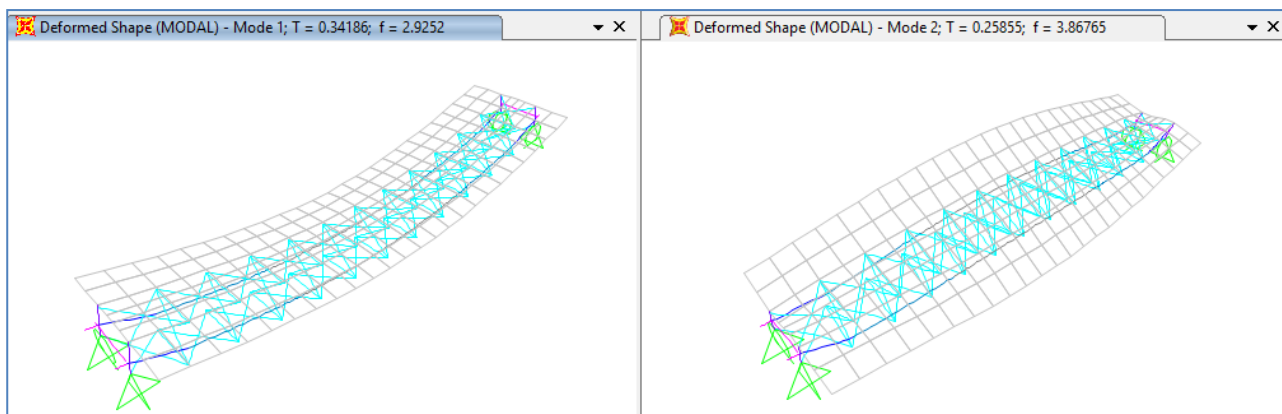 Deformed Shape (MODAL) - Mode 1; T = 0.34186; f = 2.9252
Deformed Shape (MODAL) - Mode 2; T = 0.25855; f = 3.86765